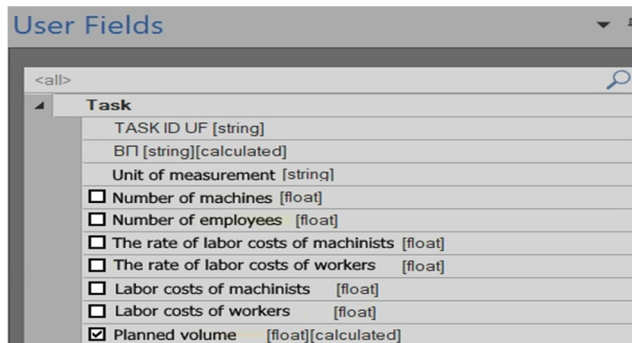 User Fields
<all>
Task
TASK ID UF [string]
ВП [string][calculated]
Unit of measurement [string]
Number of machines [float]
Number of employees [float]
The rate of labor costs of machinists [float]
The rate of labor costs of workers [float]
Labor costs of machinists [float]
Labor costs of workers [float]
Planned volume [float][calculated]